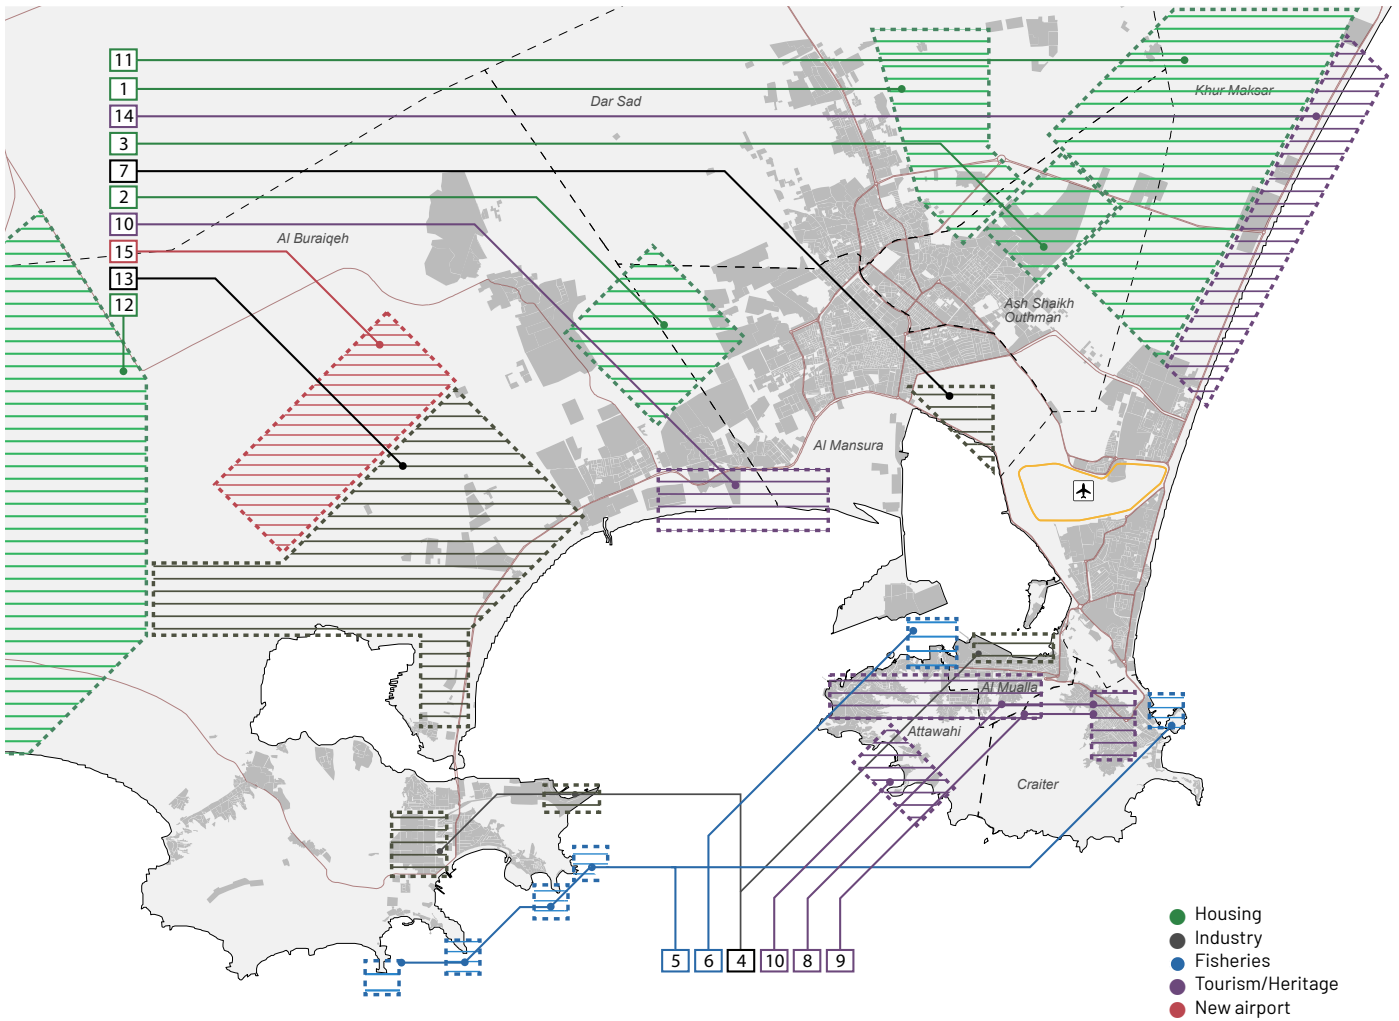 11
1
14
3
7
2
10
15
13
12
Dar Sad
Khur Maksar
Al Buraiqeh
Ash Shaikh
Outhman
Al Mansura
Al Mualla
Attawahi
Craiter
5
6
4
10
8
9
Housing
Industry
Fisheries
Tourism/Heritage
New airport